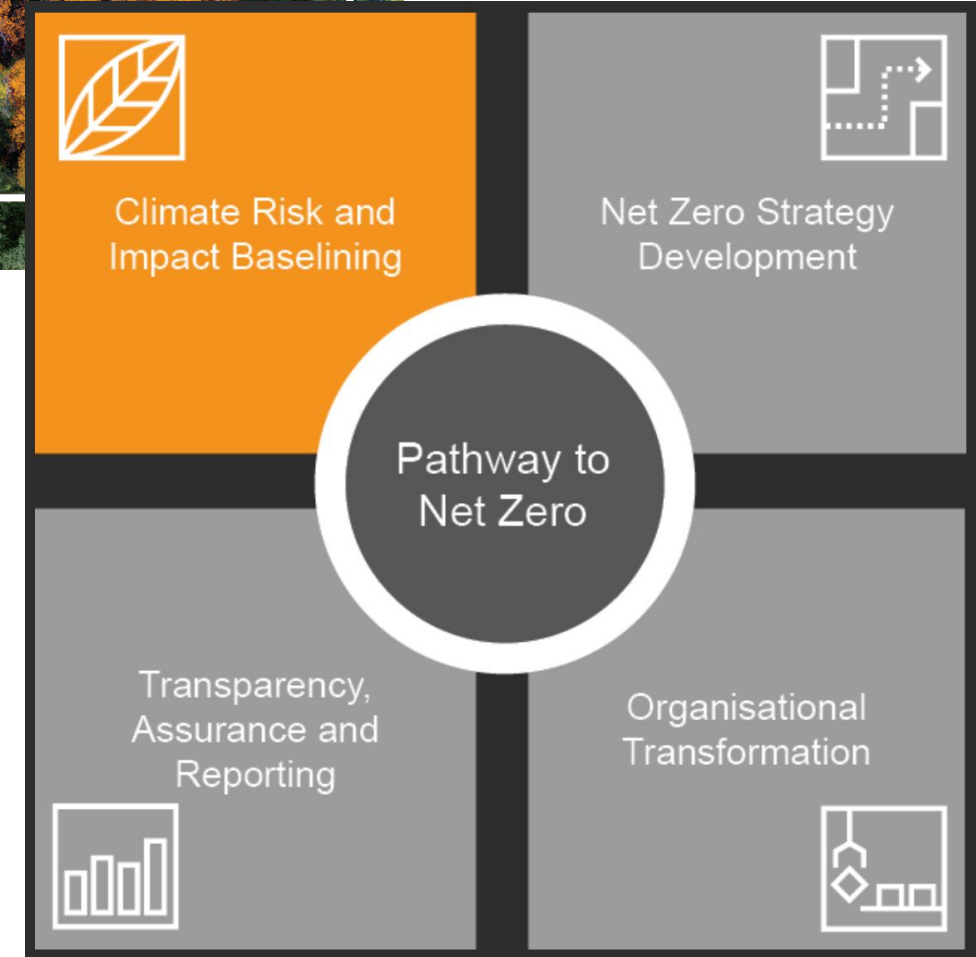 Climate Risk and
Impact Baselining
Net Zero Strategy
Development
Pathway to
Net Zero
Transparency,
Assurance and
Reporting
Organisational
Transformation